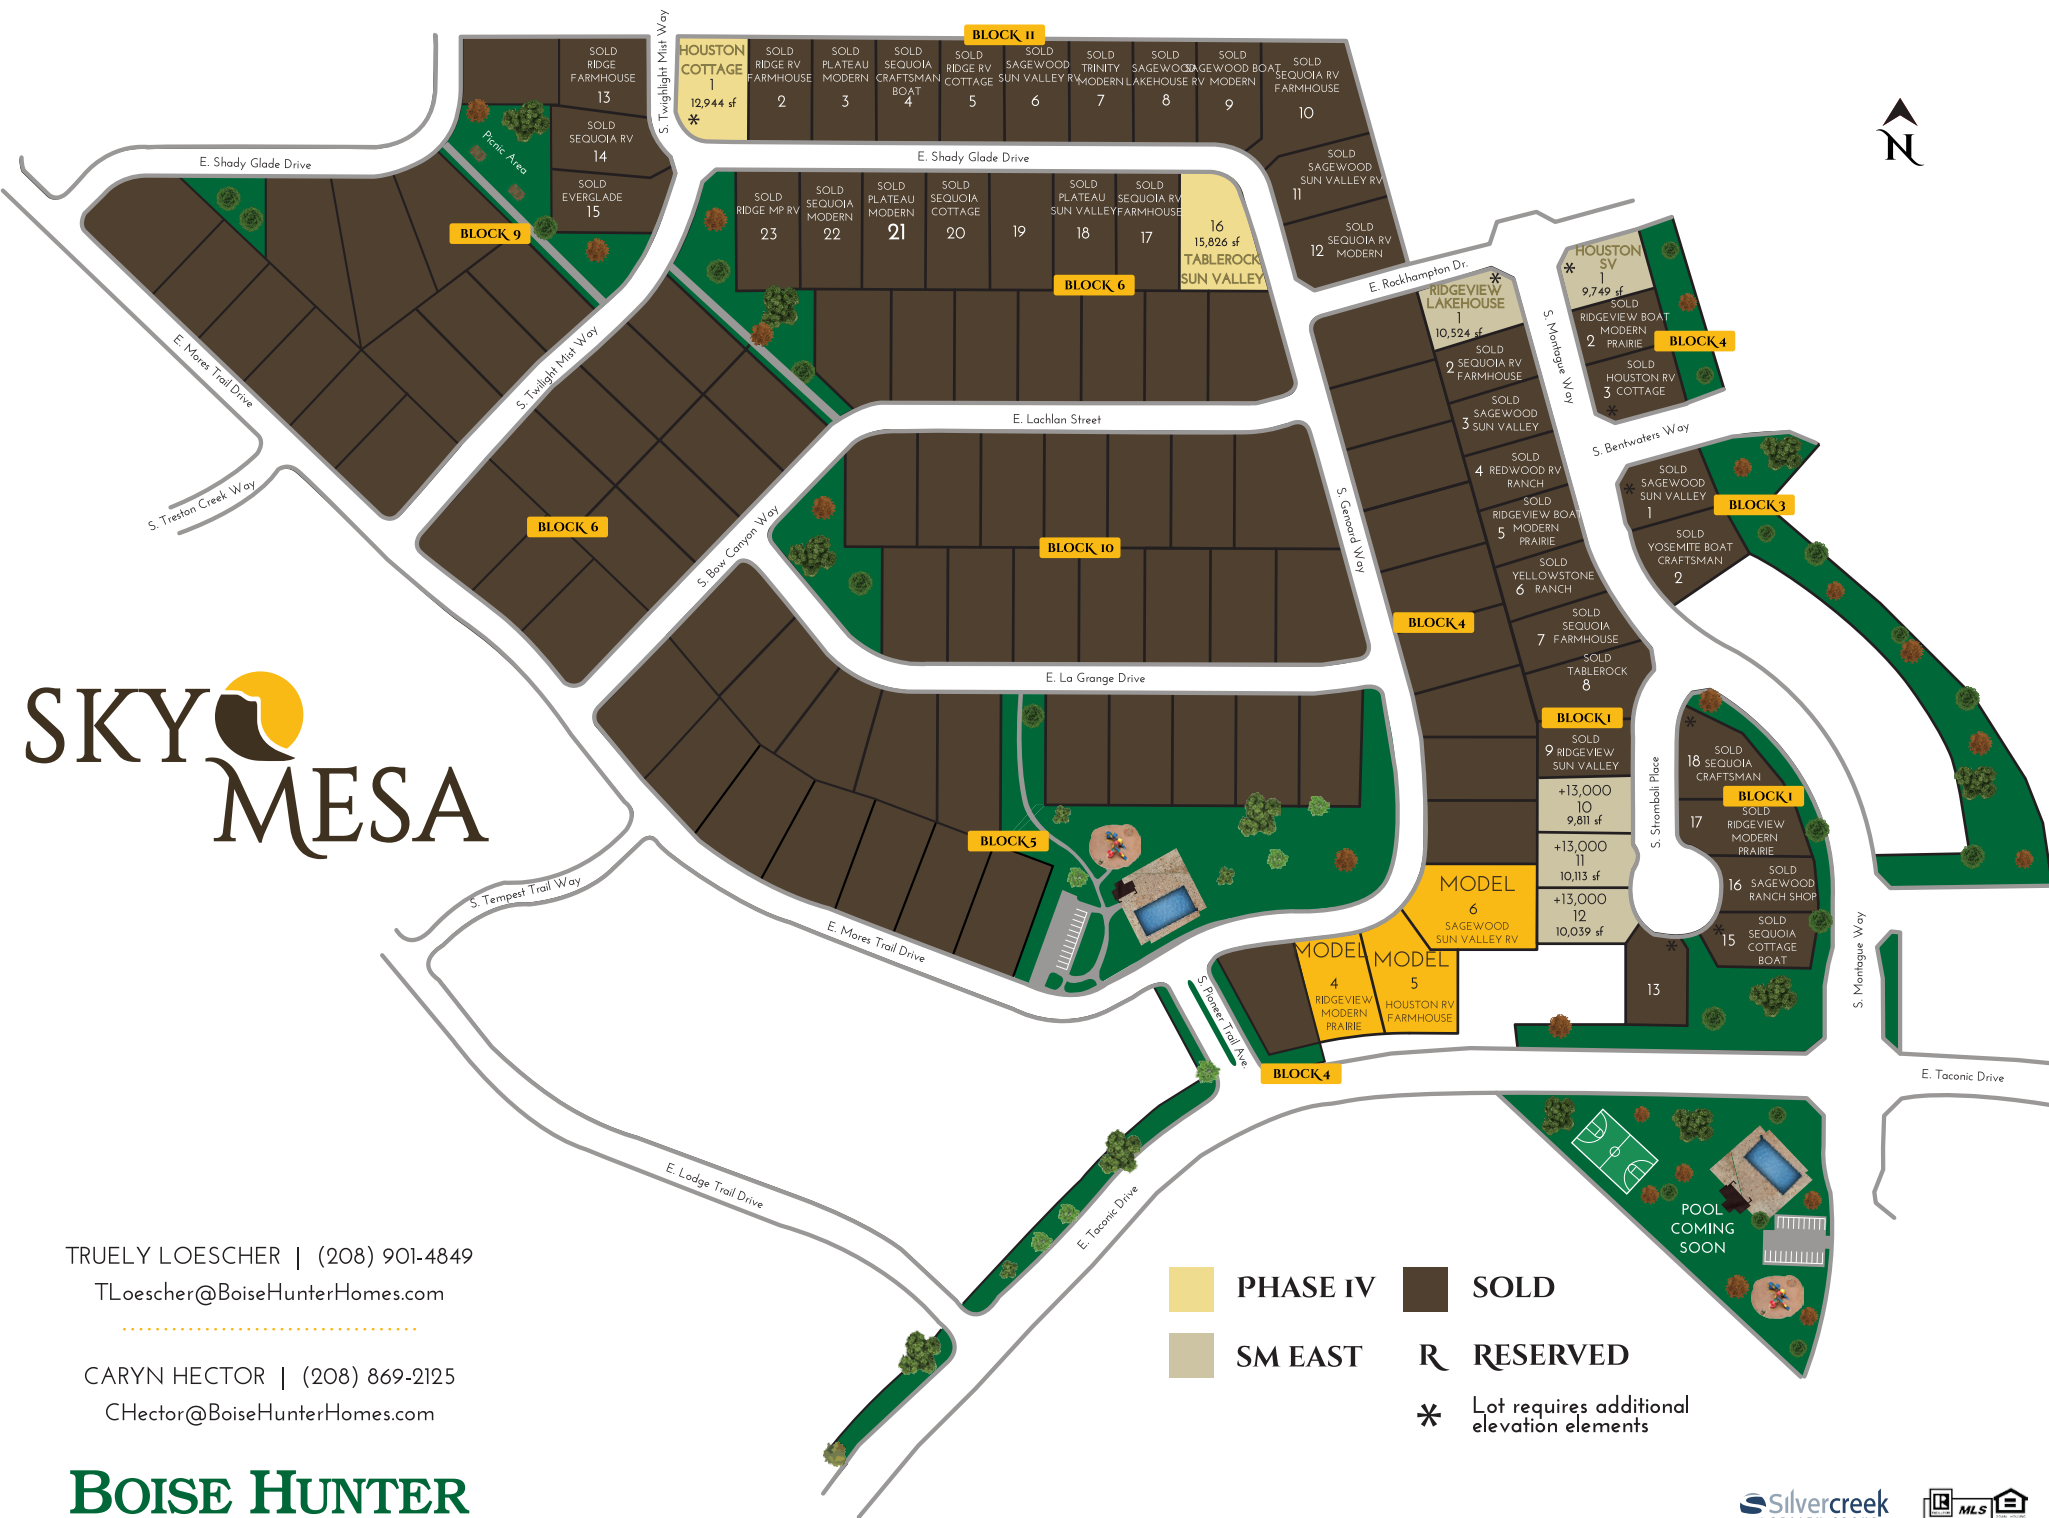 BLOCK 11
SOLD
RIDGE
FARMHOUSE
13
S. Twighlight Mist Way
HOUSTON
COTTAGE
1
12,944 sf
*
SOLD
RIDGE RV
FARMHOUSE
2
SOLD
PLATEAU
MODERN
3
SOLD
SEQUOIA
CRAFTSMAN
BOAT
4
SOLD
RIDGE RV
COTTAGE
5
SOLD
SAGEWOOD
SUN VALLEY RV
6
SOLD
TRINITY
MODERN
7
SOLD
SAGEWOOD
LAKEHOUSE RV
8
SOLD
SAGEWOOD BOAT
MODERN
9
SOLD
SEQUOIA RV
FARMHOUSE
10
SOLD
SAGEWOOD
SUN VALLEY RV
11
SOLD
SEQUOIA RV
MODERN
12
N
Picnic Area
SOLD
SEQUOIA RV
14
SOLD
EVERGLADE
15
E. Shady Glade Drive
E. Shady Glade Drive
BLOCK 9
SOLD
RIDGE MP RV
23
SOLD
SEQUOIA
MODERN
22
SOLD
PLATEAU
MODERN
21
SOLD
SEQUOIA
COTTAGE
20
19
SOLD
PLATEAU
SUN VALLEY
18
SOLD
SEQUOIA RV
FARMHOUSE
17
16
15,826 sf
TABLEROCK
SUN VALLEY
BLOCK 6
E. Rockhampton Dr.
*
RIDGEVIEW
LAKEHOUSE
1
10,524 sf
S. Montague Way
HOUSTON
SV
*
1
9,749 sf
SOLD
RIDGEVIEW BOAT
MODERN
2 PRAIRIE
BLOCK 4
SOLD
HOUSTON RV
3 COTTAGE
*
E. Mores Trail Drive
S. Twilight Mist Way
SOLD
2 SEQUOIA RV
FARMHOUSE
SOLD
SAGEWOOD
3 SUN VALLEY
E. Lachlan Street
S. Bentwaters Way
SOLD
4 REDWOOD RV
RANCH
SOLD
RIDGEVIEW BOAT
5 MODERN
PRAIRIE
SOLD
YELLOWSTONE
6 RANCH
SOLD
SEQUOIA
7 FARMHOUSE
SOLD
TABLEROCK
8
SOLD
SAGEWOOD
* SUN VALLEY
1
BLOCK 3
SOLD
YOSEMITE BOAT
CRAFTSMAN
2
S. Treston Creek Way
BLOCK 6
S. Bow Canyon Way
BLOCK 10
S. Genoard Way
BLOCK 4
E. La Grange Drive
SKY
MESA
BLOCK 1
SOLD
9 RIDGEVIEW
SUN VALLEY
+13,000
10
9,811 sf
+13,000
11
10,113 sf
+13,000
12
10,039 sf
S. Stromboli Place
*
SOLD
18 SEQUOIA
CRAFTSMAN
BLOCK 1
SOLD
17 RIDGEVIEW
MODERN
PRAIRIE
SOLD
16 SAGEWOOD
RANCH SHOP
SOLD
* SEQUOIA
15 COTTAGE
BOAT
*
13
BLOCK 5
S. Tempest Trail Way
E. Mores Trail Drive
MODEL
6
SAGEWOOD
SUN VALLEY RV
MODEL
4
RIDGEVIEW
MODERN
PRAIRIE
MODEL
5
HOUSTON RV
FARMHOUSE
S. Pioneer Trail Ave.
BLOCK 4
S. Montague Way
E. Taconic Drive
E. Lodge Trail Drive
E. Taconic Drive
POOL
COMING
SOON
TRUELY LOESCHER | (208) 901-4849
TLoescher@BoiseHunterHomes.com
CARYN HECTOR | (208) 869-2125
CHector@BoiseHunterHomes.com
BOISE HUNTER
PHASE IV
SOLD
SM EAST
R RESERVED
* Lot requires additional
elevation elements
Silvercreek
R MLS